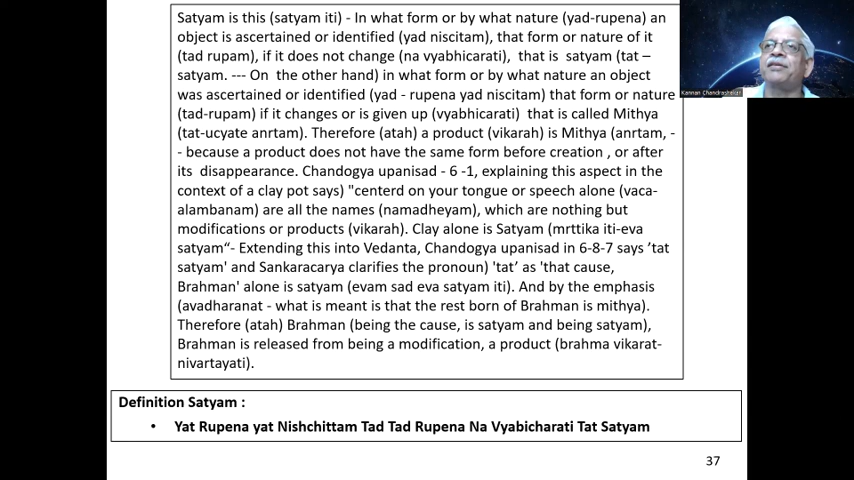 Satyam is this (satyam iti) - In what form or by what nature (yad-rupena) an
object is ascertained or identified (yad niscitam), that form or nature of it
(tad rupam), if it does not change (na vyabhicarati), that is satyam (tat –
satyam. --- On the other hand) in what form or by what nature an object
was ascertained or identified (yad - rupena yad niscitam) that form or nature
(tad-rupam) if it changes or is given up (vyabhicarati) that is called Mithya
(tat-ucyate anrtam). Therefore (atah) a product (vikarah) is Mithya (anrtam, -
- because a product does not have the same form before creation , or after
its disappearance. Chandogya upanisad - 6 -1, explaining this aspect in the
context of a clay pot says) "centerd on your tongue or speech alone (vaca-
alambanam) are all the names (namadheyam), which are nothing but
modifications or products (vikarah). Clay alone is Satyam (mrttika iti-eva
satyam“- Extending this into Vedanta, Chandogya upanisad in 6-8-7 says ’tat
satyam' and Sankaracarya clarifies the pronoun) 'tat’ as 'that cause,
Brahman' alone is satyam (evam sad eva satyam iti). And by the emphasis
(avadharanat - what is meant is that the rest born of Brahman is mithya).
Therefore (atah) Brahman (being the cause, is satyam and being satyam),
Brahman is released from being a modification, a product (brahma vikarat-
nivartayati).
Definition Satyam :
• Yat Rupena yat Nishchittam Tad Tad Rupena Na Vyabicharati Tat Satyam
37
Kannan Chandrashekar